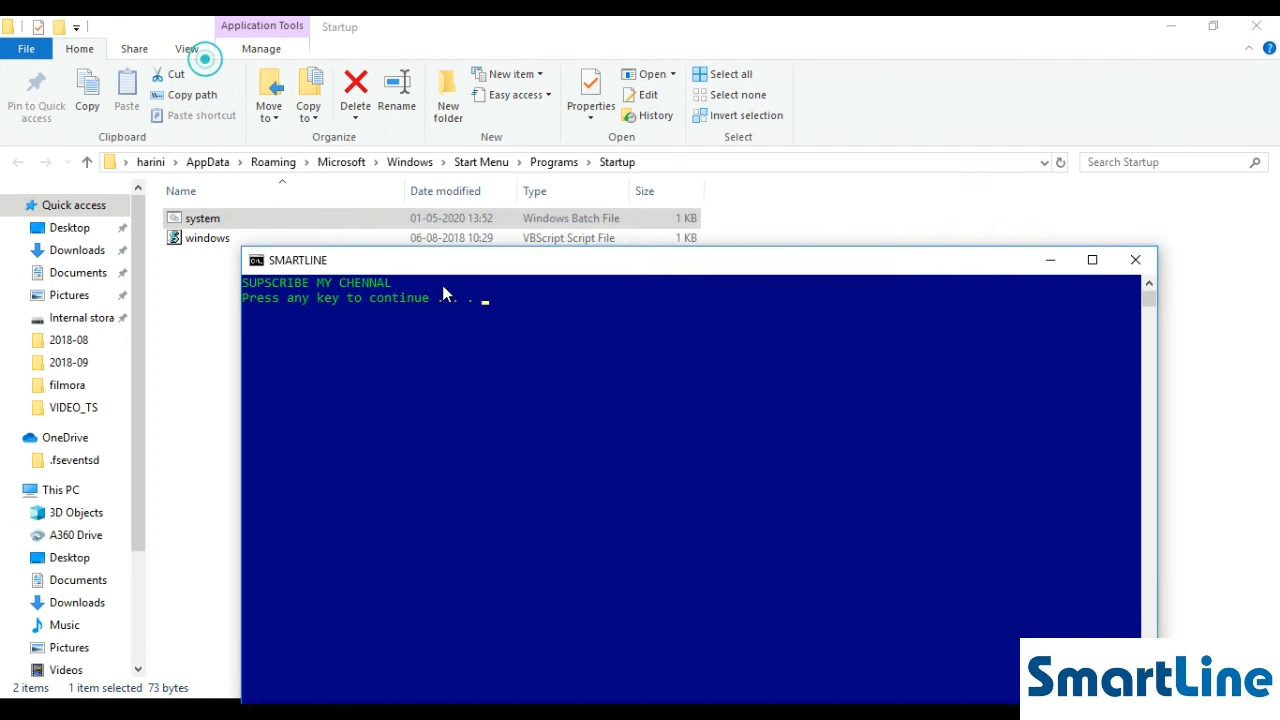 Application Tools
Startup
File
Home
Share
View
Manage
Pin to Quick
access
Copy
Paste
Cut
Copy path
Paste shortcut
Clipboard
Move
to
Copy
to
Delete
Rename
Organize
New
folder
New item
Easy access
New
Properties
Open
Edit
History
Open
Select all
Select none
Invert selection
Select
harini > AppData > Roaming > Microsoft > Windows > Start Menu > Programs > Startup
Search Startup
Name
Date modified
Type
Size
system 01-05-2020 13:52 Windows Batch File 1 KB
windows 06-08-2018 10:29 VBScript Script File 1 KB
Quick access
Desktop
Downloads
Documents
Pictures
Internal stora
2018-08
2018-09
filmora
VIDEO_TS
OneDrive
.fseventsd
This PC
3D Objects
A360 Drive
Desktop
Documents
Downloads
Music
Pictures
Videos
2 items
1 item selected 73 bytes
SMARTLINE
SUPSCRIBE MY CHENNAL
Press any key to continue . . . _
SmartLine